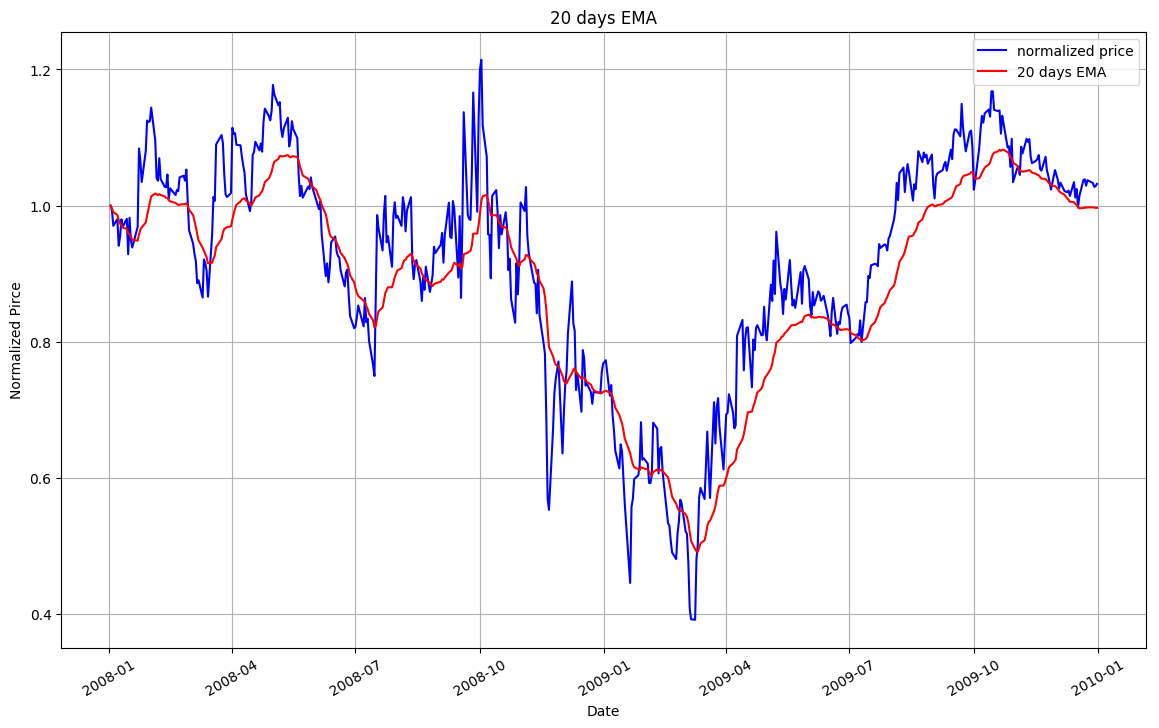 20 days EMA
normalized price
20 days EMA
1.2
1.0
0.8
0.6
0.4
Normalized Pirce
2008-01
2008-04
2008-07
2008-10
2009-01
2009-04
2009-07
2009-10
2010-01
Date